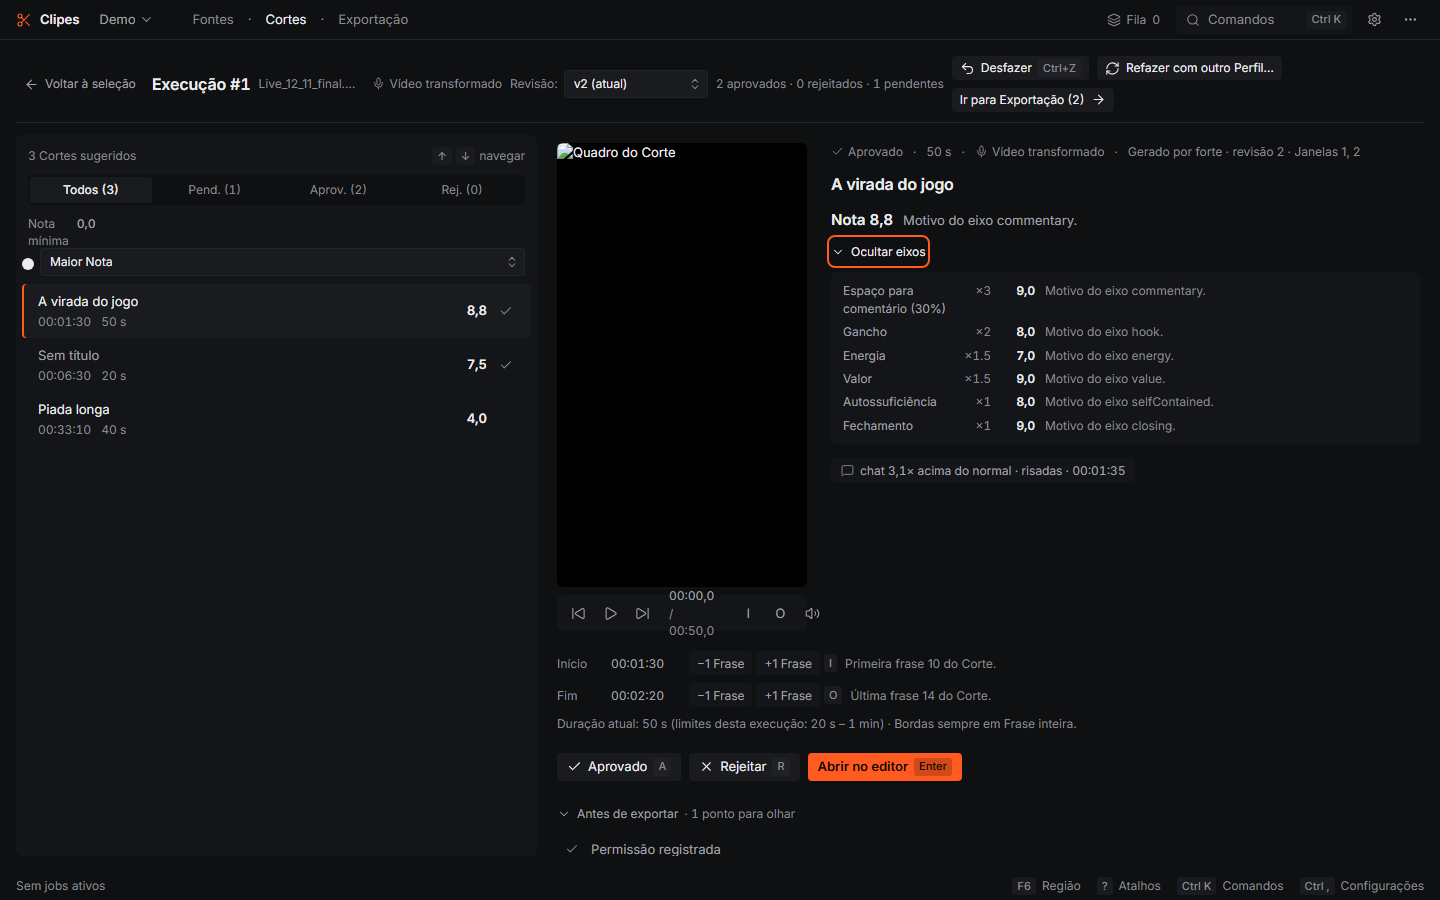 Clipes Demo Fontes · Cortes · Exportação Fila 0 Comandos Ctrl K
Voltar à seleção Execução #1 Live_12_11_final.... Vídeo transformado Revisão: v2 (atual) 2 aprovados · 0 rejeitados · 1 pendentes
Desfazer Ctrl+Z Refazer com outro Perfil...
Ir para Exportação (2)
3 Cortes sugeridos navegar
Todos (3) Pend. (1) Aprov. (2) Rej. (0)
Nota mínima 0,0
Maior Nota
A virada do jogo 8,8
00:01:30 50 s
Sem título 7,5
00:06:30 20 s
Piada longa 4,0
00:33:10 40 s
Quadro do Corte
00:00,0
/
00:50,0
I O
Início 00:01:30 −1 Frase +1 Frase I Primeira frase 10 do Corte.
Fim 00:02:20 −1 Frase +1 Frase O Última frase 14 do Corte.
Duração atual: 50 s (limites desta execução: 20 s – 1 min) · Bordas sempre em Frase inteira.
Aprovado A Rejeitar R Abrir no editor Enter
Antes de exportar · 1 ponto para olhar
Permissão registrada
Aprovado · 50 s · Vídeo transformado · Gerado por forte · revisão 2 · Janelas 1, 2
A virada do jogo
Nota 8,8 Motivo do eixo commentary.
Ocultar eixos
Espaço para comentário (30%) ×3 9,0 Motivo do eixo commentary.
Gancho ×2 8,0 Motivo do eixo hook.
Energia ×1.5 7,0 Motivo do eixo energy.
Valor ×1.5 9,0 Motivo do eixo value.
Autossuficiência ×1 8,0 Motivo do eixo selfContained.
Fechamento ×1 9,0 Motivo do eixo closing.
chat 3,1× acima do normal · risadas · 00:01:35
Sem jobs ativos F6 Região ? Atalhos Ctrl K Comandos Ctrl , Configurações